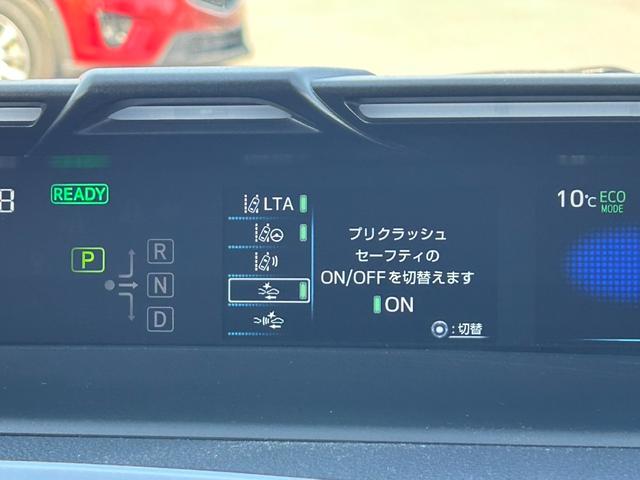 8
READY
P
R
N
D
LTA
プリクラッシュ
セーフティの
ON/OFFを切替えます
ON
:切替
10℃
ECO
MODE